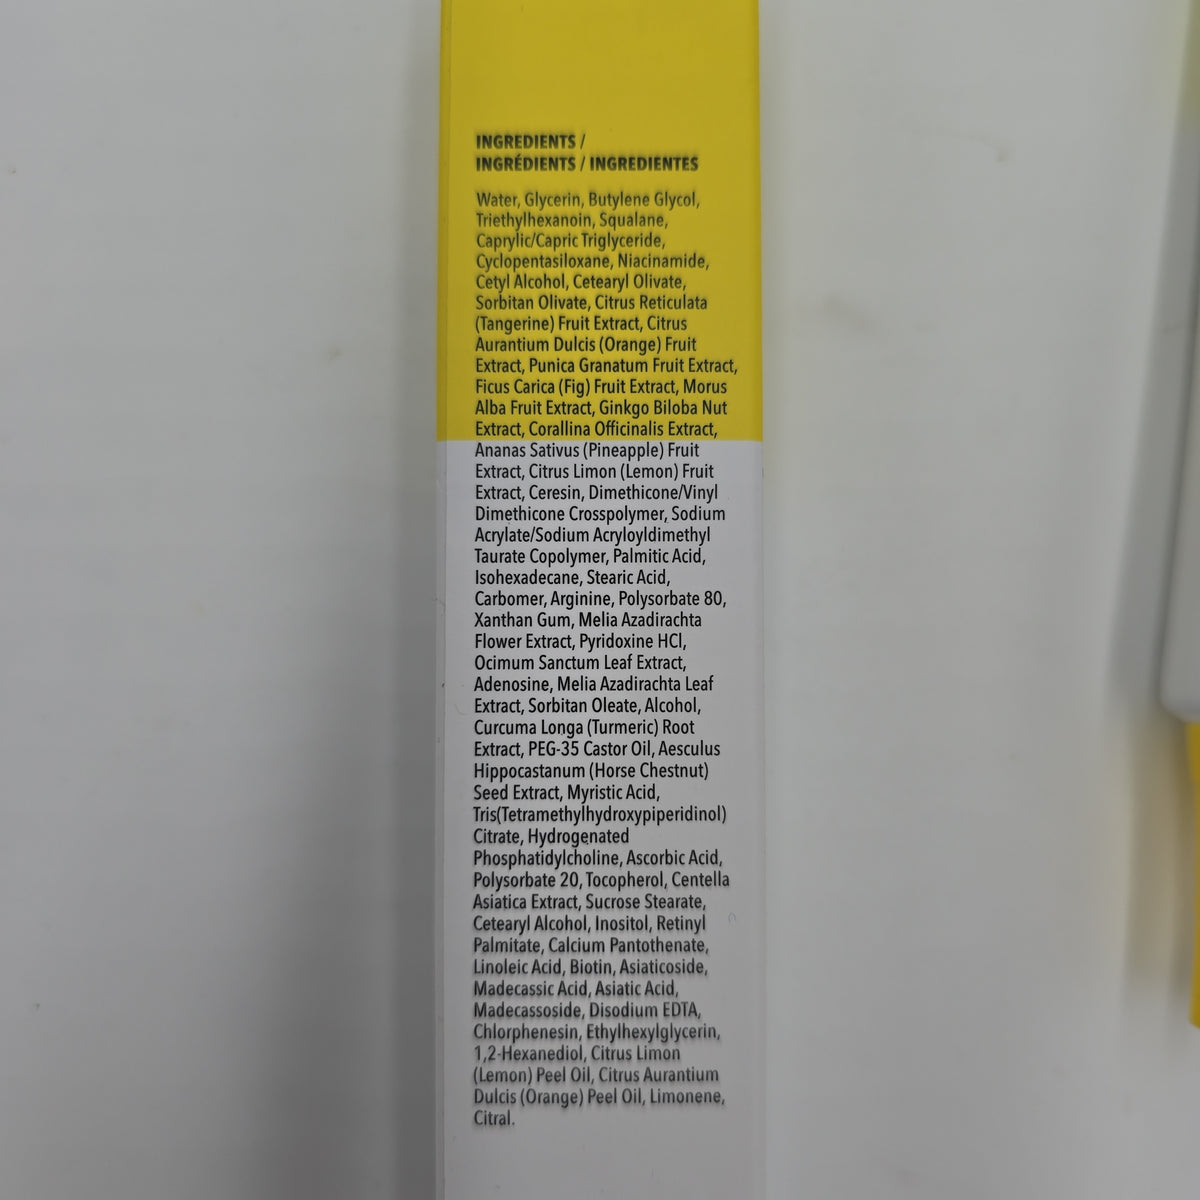 INGREDIENTS /
INGRÉDIENTS / INGREDIENTES
Water, Glycerin, Butylene Glycol,
Triethylhexanoin, Squalane,
Caprylic/Capric Triglyceride,
Cyclopentasiloxane, Niacinamide,
Cetyl Alcohol, Cetearyl Olivate,
Sorbitan Olivate, Citrus Reticulata
(Tangerine) Fruit Extract, Citrus
Aurantium Dulcis (Orange) Fruit
Extract, Punica Granatum Fruit Extract,
Ficus Carica (Fig) Fruit Extract, Morus
Alba Fruit Extract, Ginkgo Biloba Nut
Extract, Corallina Officinalis Extract,
Ananas Sativus (Pineapple) Fruit
Extract, Citrus Limon (Lemon) Fruit
Extract, Ceresin, Dimethicone/Vinyl
Dimethicone Crosspolymer, Sodium
Acrylate/Sodium Acryloyldimethyl
Taurate Copolymer, Palmitic Acid,
Isohexadecane, Stearic Acid,
Carbomer, Arginine, Polysorbate 80,
Xanthan Gum, Melia Azadirachta
Flower Extract, Pyridoxine HCl,
Ocimum Sanctum Leaf Extract,
Adenosine, Melia Azadirachta Leaf
Extract, Sorbitan Oleate, Alcohol,
Curcuma Longa (Turmeric) Root
Extract, PEG-35 Castor Oil, Aesculus
Hippocastanum (Horse Chestnut)
Seed Extract, Myristic Acid,
Tris(Tetramethylhydroxypiperidinol)
Citrate, Hydrogenated
Phosphatidylcholine, Ascorbic Acid,
Polysorbate 20, Tocopherol, Centella
Asiatica Extract, Sucrose Stearate,
Cetearyl Alcohol, Inositol, Retinyl
Palmitate, Calcium Pantothenate,
Linoleic Acid, Biotin, Asiaticoside,
Madecassic Acid, Asiatic Acid,
Madecassoside, Disodium EDTA,
Chlorphenesin, Ethylhexylglycerin,
1,2-Hexanediol, Citrus Limon
(Lemon) Peel Oil, Citrus Aurantium
Dulcis (Orange) Peel Oil, Limonene,
Citral.